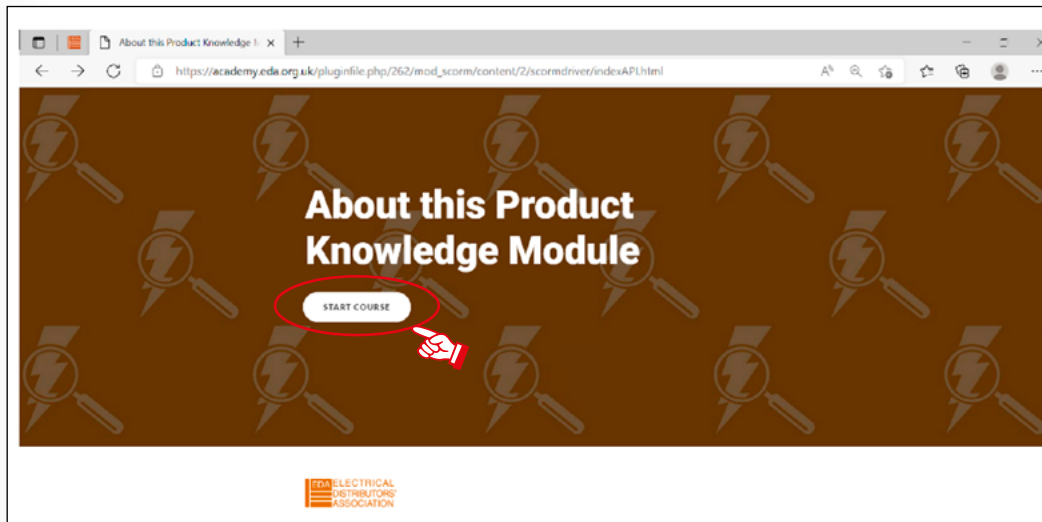 About this Product Knowledge M
https://academy.eda.org.uk/pluginfile.php/262/mod_scorm/content/2/scormdriver/indexAPI.html
About this Product
Knowledge Module
START COURSE
EDA ELECTRICAL
DISTRIBUTORS'
ASSOCIATION